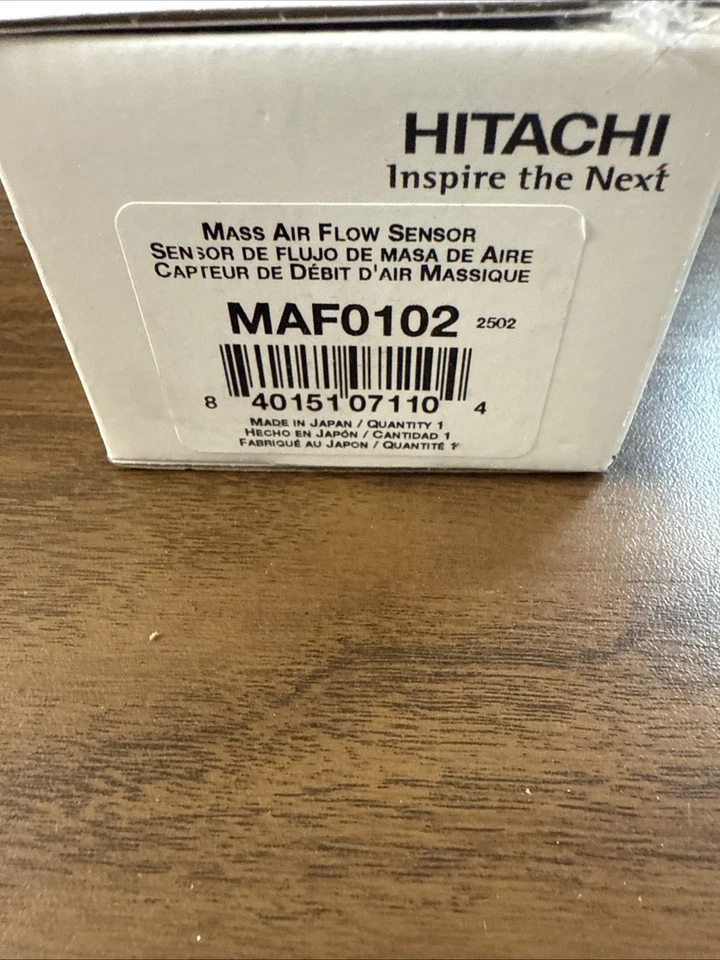 HITACHI
Inspire the Next
MASS AIR FLOW SENSOR
SENSOR DE FLUJO DE MASA DE AIRE
CAPTEUR DE DÉBIT D'AIR MASSIQUE
MAF0102 2502
8 40151 07110 4
MADE IN JAPAN / QUANTITY 1
HECHO EN JAPÓN / CANTIDAD 1
FABRIQUÉ AU JAPON / QUANTITÉ 1